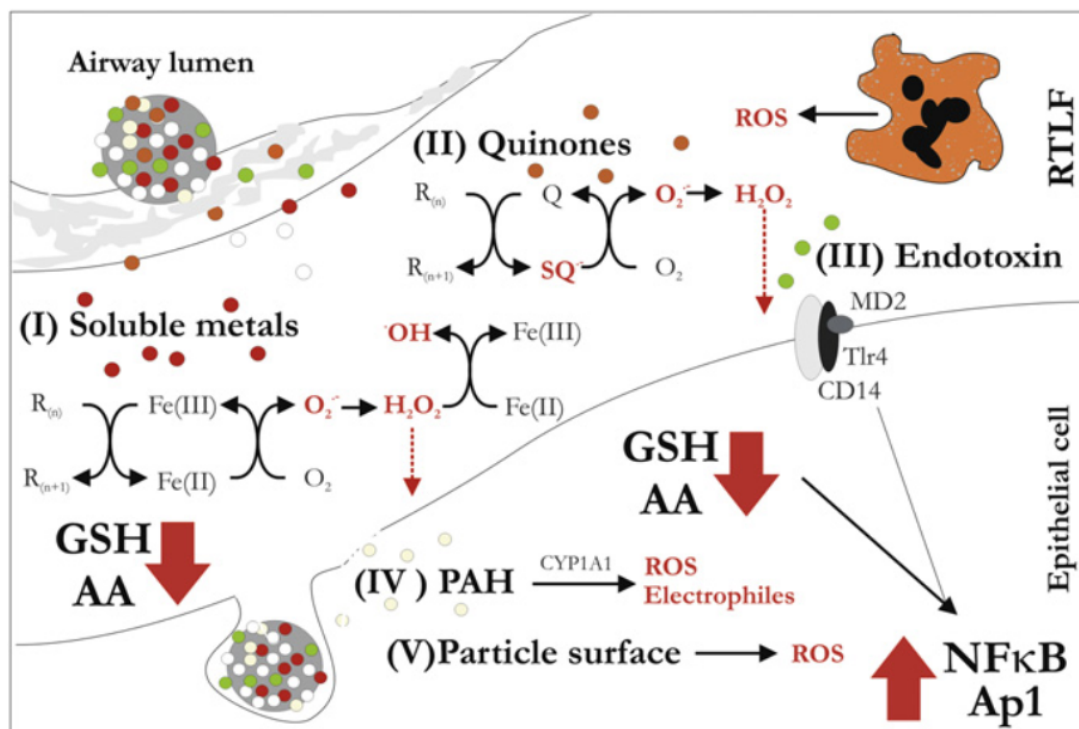 Airway lumen
RTLF
ROS
(II) Quinones
R(n)
Q
O₂·⁻
H₂O₂
R(n+1)
SQ·⁻
O₂
(III) Endotoxin
MD2
Tlr4
CD14
(I) Soluble metals
·OH
Fe(III)
R(n)
Fe(III)
O₂·⁻
H₂O₂
Fe(II)
R(n+1)
Fe(II)
O₂
GSH
AA
GSH
AA
Epithelial cell
(IV ) PAH
CYP1A1
ROS
Electrophiles
(V)Particle surface
ROS
NFκB
Ap1